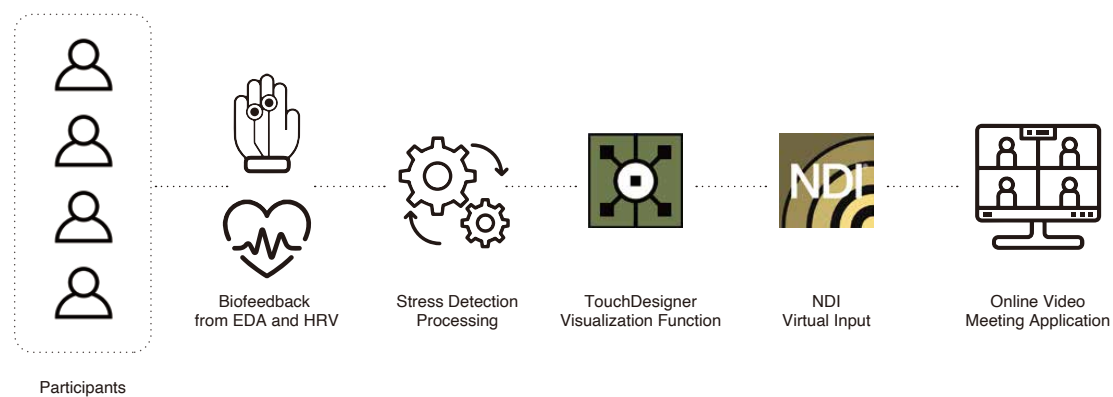 NDI
Biofeedback
from EDA and HRV
Stress Detection
Processing
TouchDesigner
Visualization Function
NDI
Virtual Input
Online Video
Meeting Application
Participants